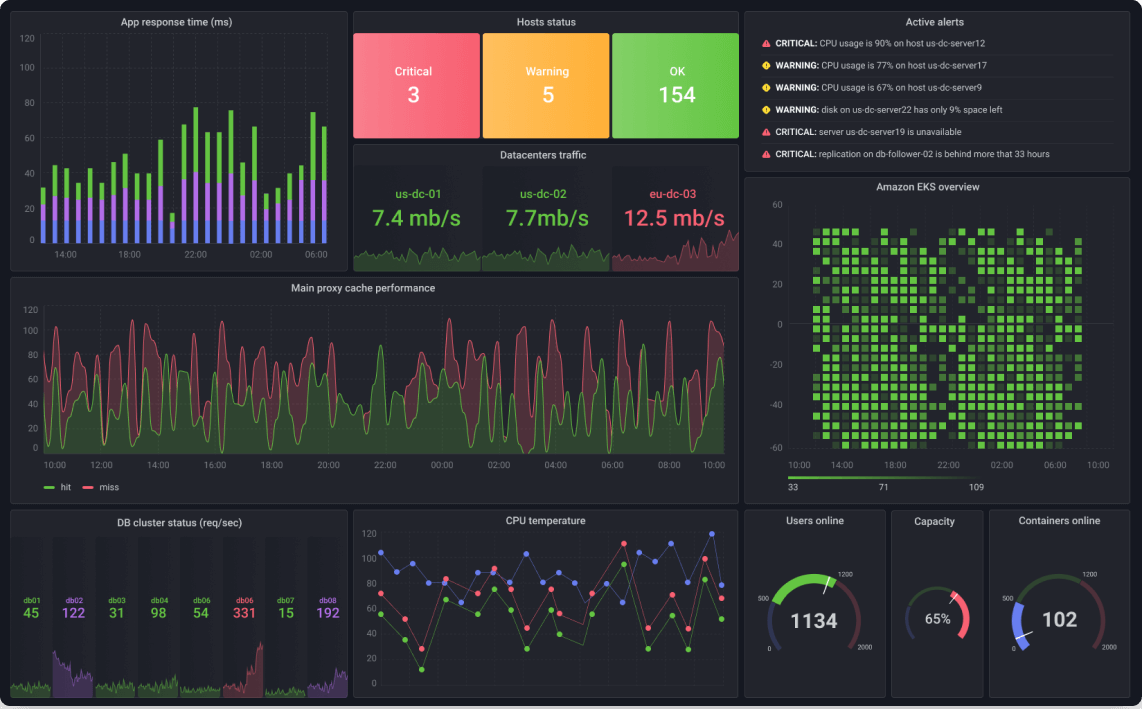 App response time (ms)
120
100
80
60
40
20
0
14:00 18:00 22:00 02:00 06:00
Hosts status
Critical
3
Warning
5
OK
154
Datacenters traffic
us-dc-01
7.4 mb/s
us-dc-02
7.7mb/s
eu-dc-03
12.5 mb/s
Active alerts
CRITICAL: CPU usage is 90% on host us-dc-server12
WARNING: CPU usage is 77% on host us-dc-server17
WARNING: CPU usage is 67% on host us-dc-server9
WARNING: disk on us-dc-server22 has only 9% space left
CRITICAL: server us-dc-server19 is unavailable
CRITICAL: replication on db-follower-02 is behind more that 33 hours
Main proxy cache performance
120
100
80
60
40
20
0
10:00 12:00 14:00 16:00 18:00 20:00 22:00 00:00 02:00 04:00 06:00 08:00 10:00
hit miss
Amazon EKS overview
60
40
20
0
-20
-40
-60
10:00 14:00 18:00 22:00 02:00 06:00 10:00
33 71 109
DB cluster status (req/sec)
db01
45
db02
122
db03
31
db04
98
db06
54
db06
331
db07
15
db08
192
CPU temperature
120
100
80
60
40
20
0
Users online
0
500
1200
2000
1134
Capacity
65%
Containers online
0
500
1200
2000
102